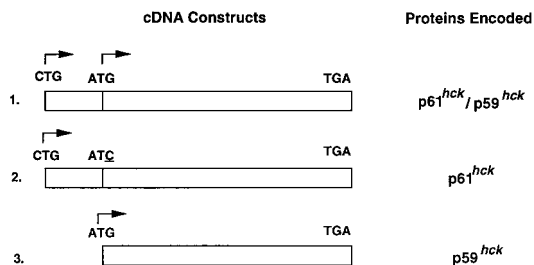 cDNA Constructs Proteins Encoded
CTG ATG TGA
1. p61hck/p59hck
CTG ATC TGA
2. p61hck
ATG TGA
3. p59hck